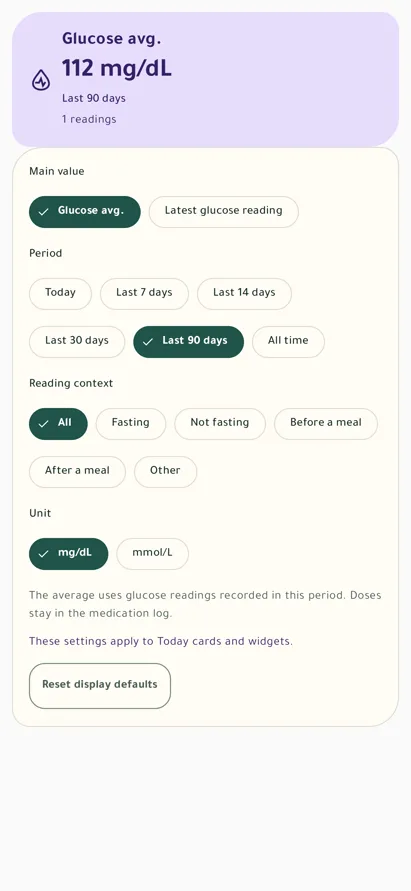 Glucose avg.
112 mg/dL
Last 90 days
1 readings
Main value
Glucose avg.
Latest glucose reading
Period
Today
Last 7 days
Last 14 days
Last 30 days
Last 90 days
All time
Reading context
All
Fasting
Not fasting
Before a meal
After a meal
Other
Unit
mg/dL
mmol/L
The average uses glucose readings recorded in this period. Doses
stay in the medication log.
These settings apply to Today cards and widgets.
Reset display defaults